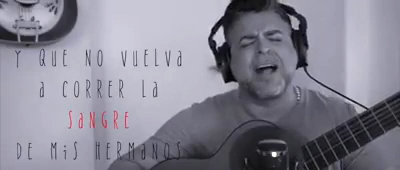 Y QUE NO VUELVA
A CORRER LA
SANGRE
DE MIS HERMANOS